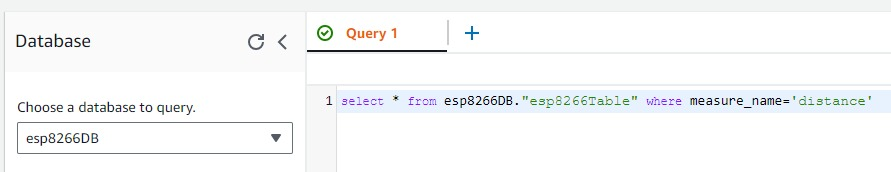 Database
Query 1
Choose a database to query.
esp8266DB
1 select * from esp8266DB."esp8266Table" where measure_name='distance'